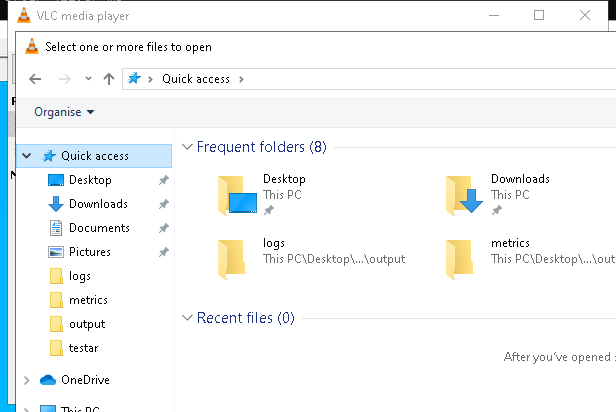 VLC media player
Select one or more files to open
Quick access
Organise
Quick access
Desktop
Downloads
Documents
Pictures
logs
metrics
output
testar
OneDrive
This PC
Frequent folders (8)
Desktop
This PC
Downloads
This PC
logs
This PC\Desktop\...\output
metrics
This PC\Desktop\...\ou
Recent files (0)
After you've opened